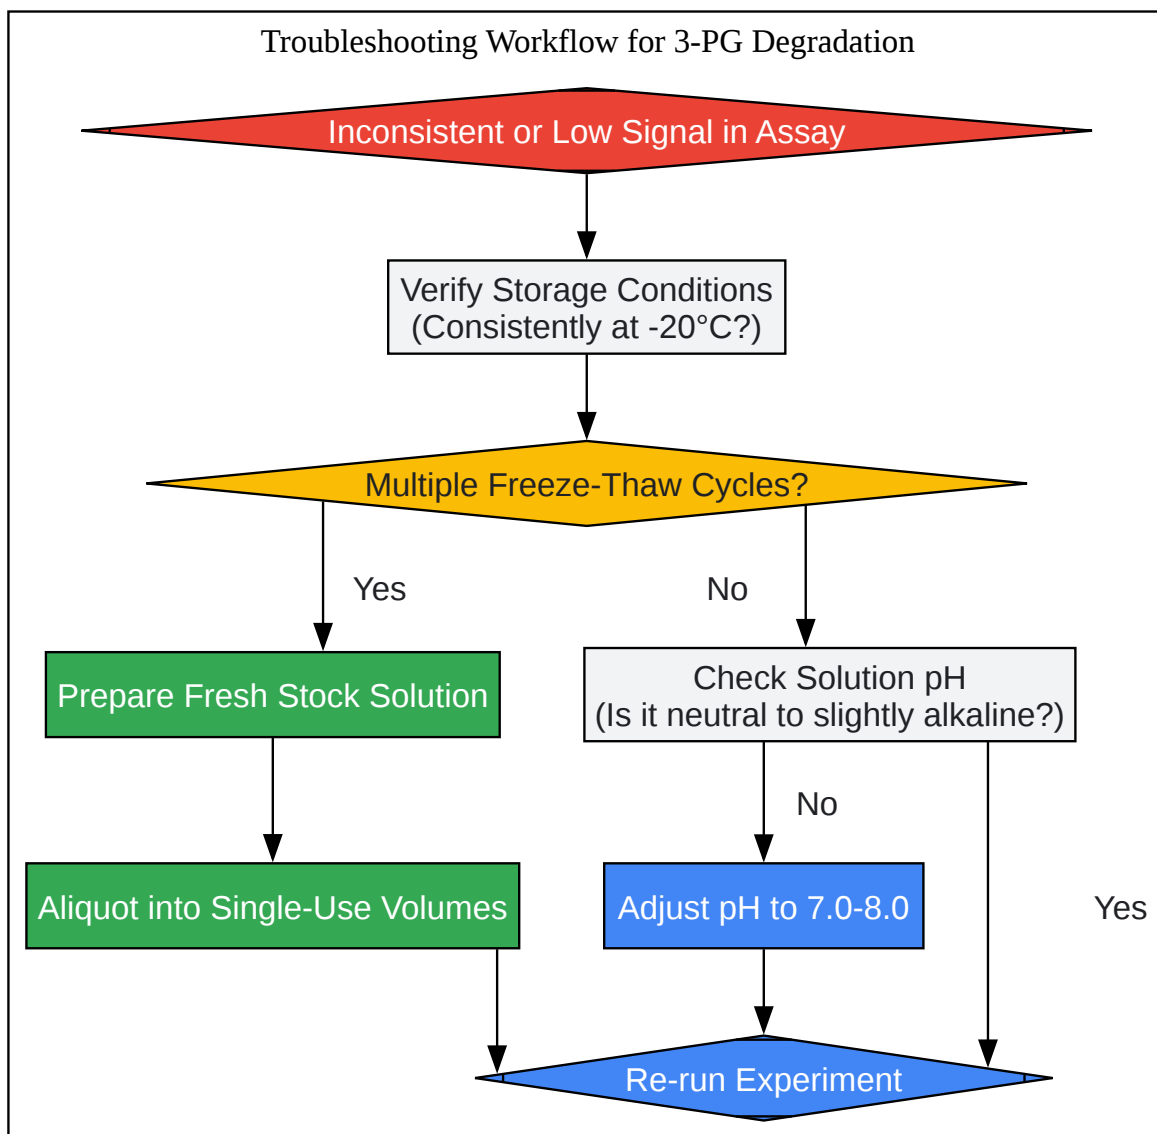 Troubleshooting Workflow for 3-PG Degradation
Inconsistent or Low Signal in Assay
Verify Storage Conditions
(Consistently at -20°C?)
Multiple Freeze-Thaw Cycles?
Yes
No
Prepare Fresh Stock Solution
Check Solution pH
(Is it neutral to slightly alkaline?)
No
Aliquot into Single-Use Volumes
Adjust pH to 7.0-8.0
Yes
Re-run Experiment